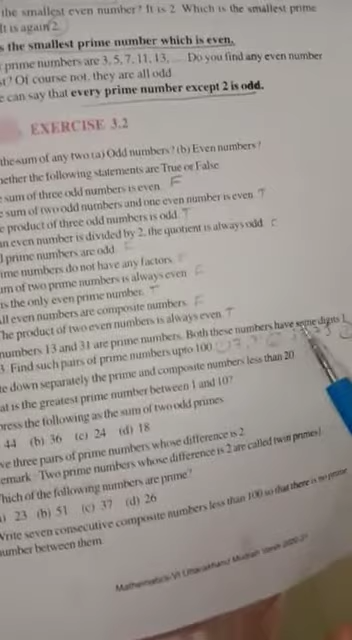 the smallest even number? It is 2. Which is the smallest prime
It is again 2.
s the smallest prime number which is even.
prime numbers are 3, 5, 7, 11, 13, ... Do you find any even number
st? Of course not, they are all odd.
e can say that every prime number except 2 is odd.
EXERCISE 3.2
the sum of any two (a) Odd numbers? (b) Even numbers?
hether the following statements are True or False
e sum of three odd numbers is even. F
e sum of two odd numbers and one even number is even. T
e product of three odd numbers is odd. T
an even number is divided by 2, the quotient is always odd.
l prime numbers are odd. F
ime numbers do not have any factors. F
um of two prime numbers is always even. F
is the only even prime number. T
ll even numbers are composite numbers. F
he product of two even numbers is always even. T
numbers 13 and 31 are prime numbers. Both these numbers have same digits 1
3. Find such pairs of prime numbers upto 100.
te down separately the prime and composite numbers less than 20.
at is the greatest prime number between 1 and 10?
press the following as the sum of two odd primes.
44 (b) 36 (c) 24 (d) 18
ve three pairs of prime numbers whose difference is 2
emark - Two prime numbers whose difference is 2 are called twin primes]
hich of the following numbers are prime?
) 23 (b) 51 (c) 37 (d) 26
Write seven consecutive composite numbers less than 100 so that there is no prime
umber between them.
Mathematics-VI Uttarakhand